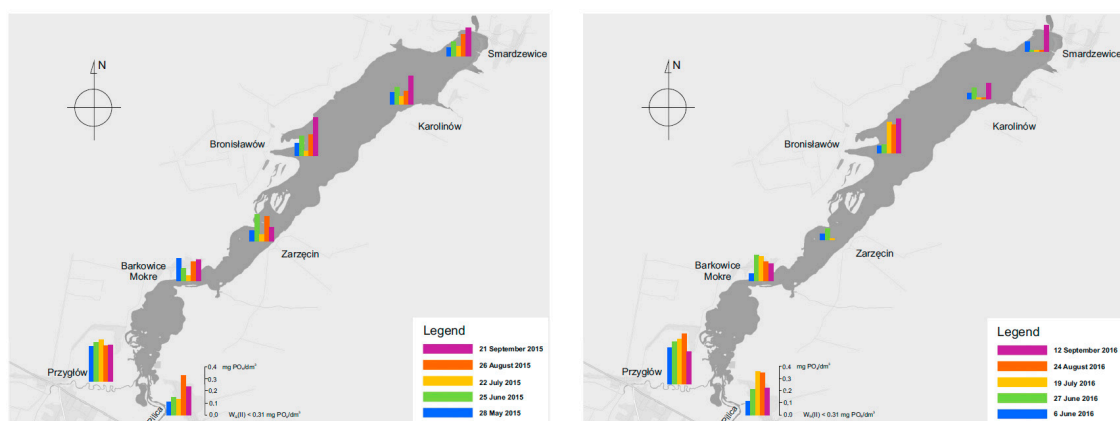 N
Smardzewice
Karolinów
Bronisławów
Zarzęcin
Barkowice
Mokre
Przygłów
Pilica
0,4 mg PO₄/dm³
0,3
0,2
0,1
0,0 W₀(II) < 0.31 mg PO₄/dm³
Legend
21 September 2015
26 August 2015
22 July 2015
25 June 2015
28 May 2015
N
Smardzewice
Karolinów
Bronisławów
Zarzęcin
Barkowice
Mokre
Przygłów
Pilica
0,4 mg PO₄/dm³
0,3
0,2
0,1
0,0 W₀(II) < 0.31 mg PO₄/dm³
Legend
12 September 2016
24 August 2016
19 July 2016
27 June 2016
6 June 2016